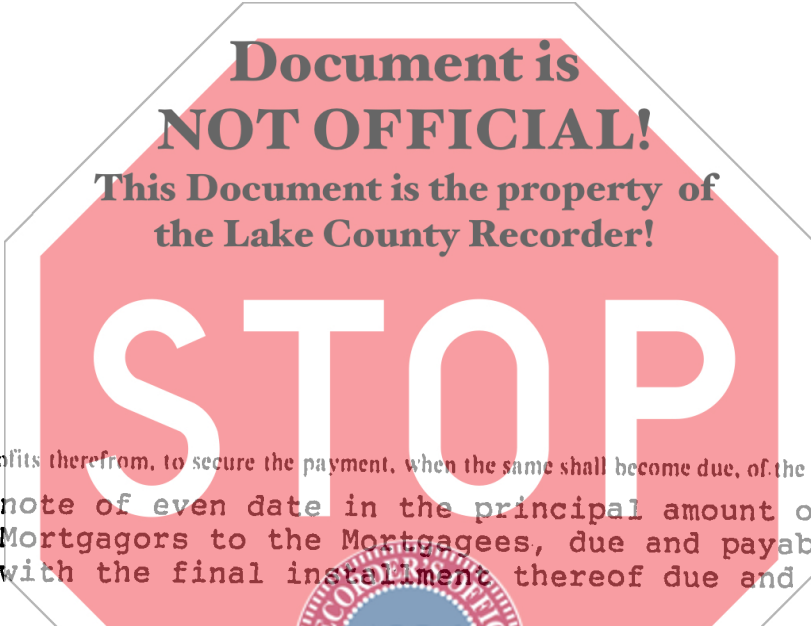 Document is
NOT OFFICIAL!
This Document is the property of
the Lake County Recorder!
STOP
therefrom, to secure the payment, when the same shall become due, of the
note of even date in the principal amount
Mortgagors to the Mortgagees, due and
with the final installment thereof due and